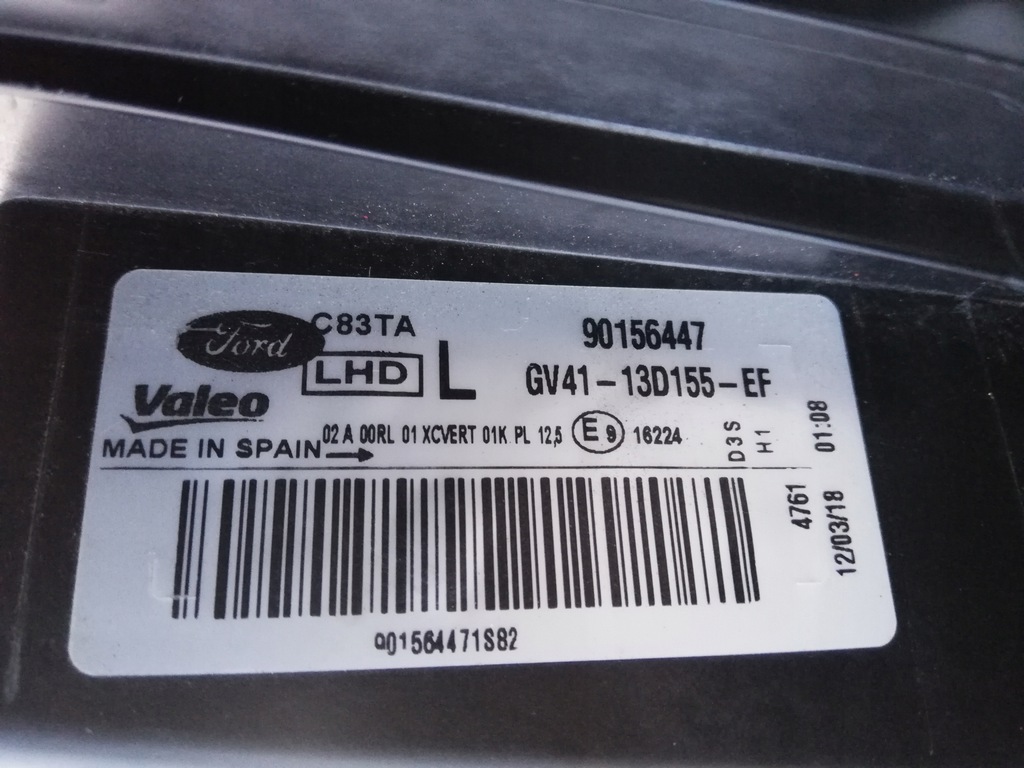 Ford C83TA 90156447
LHD L GV41-13D155-EF
Valeo
02 A 00RL 01 XCVERT 01K PL 12,5 E9 16224
MADE IN SPAIN
D3S
H1
4761 01:08
12/03/18
901564471S82